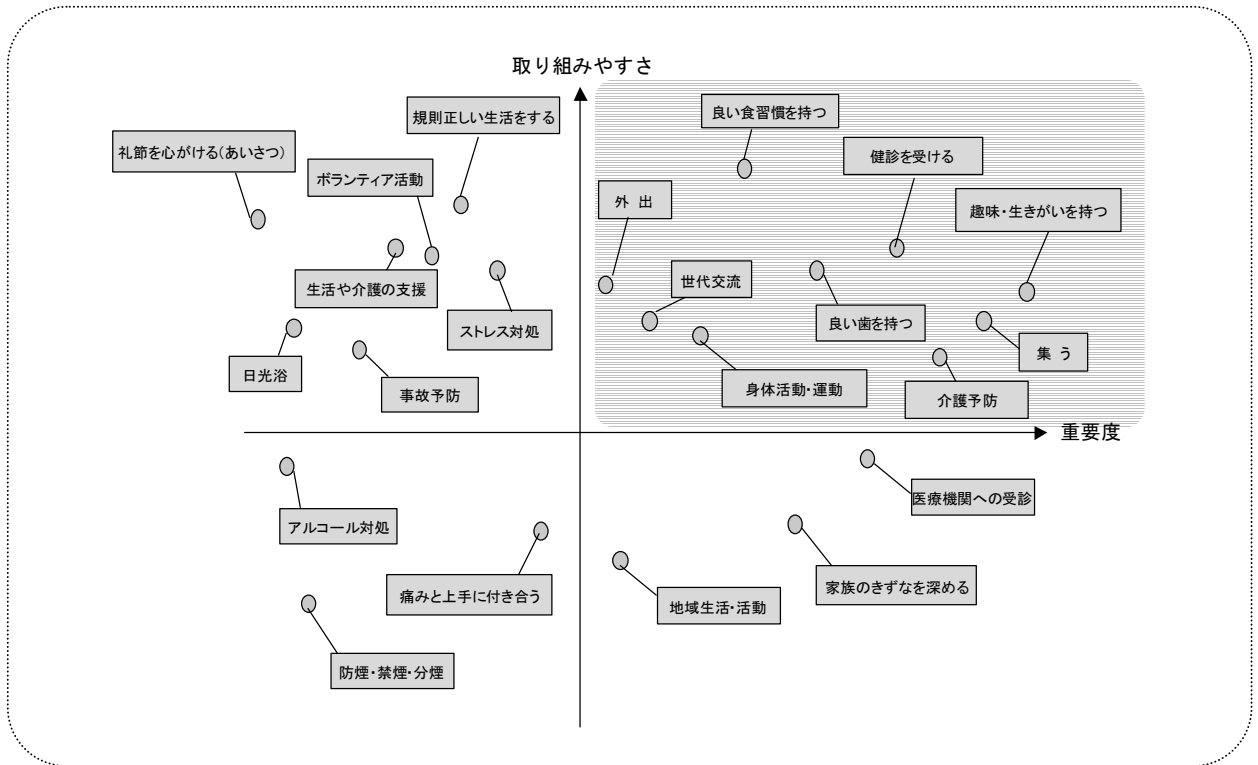 取り組みやすさ
良い食習慣を持つ
規則正しい生活をする
礼節を心がける(あいさつ)
健診を受ける
ボランティア活動
外 出
趣味・生きがいを持つ
世代交流
生活や介護の支援
良い歯を持つ
ストレス対処
集 う
日光浴
身体活動・運動
事故予防
介護予防
重要度
医療機関への受診
アルコール対処
家族のきずなを深める
痛みと上手に付き合う
地域生活・活動
防煙・禁煙・分煙